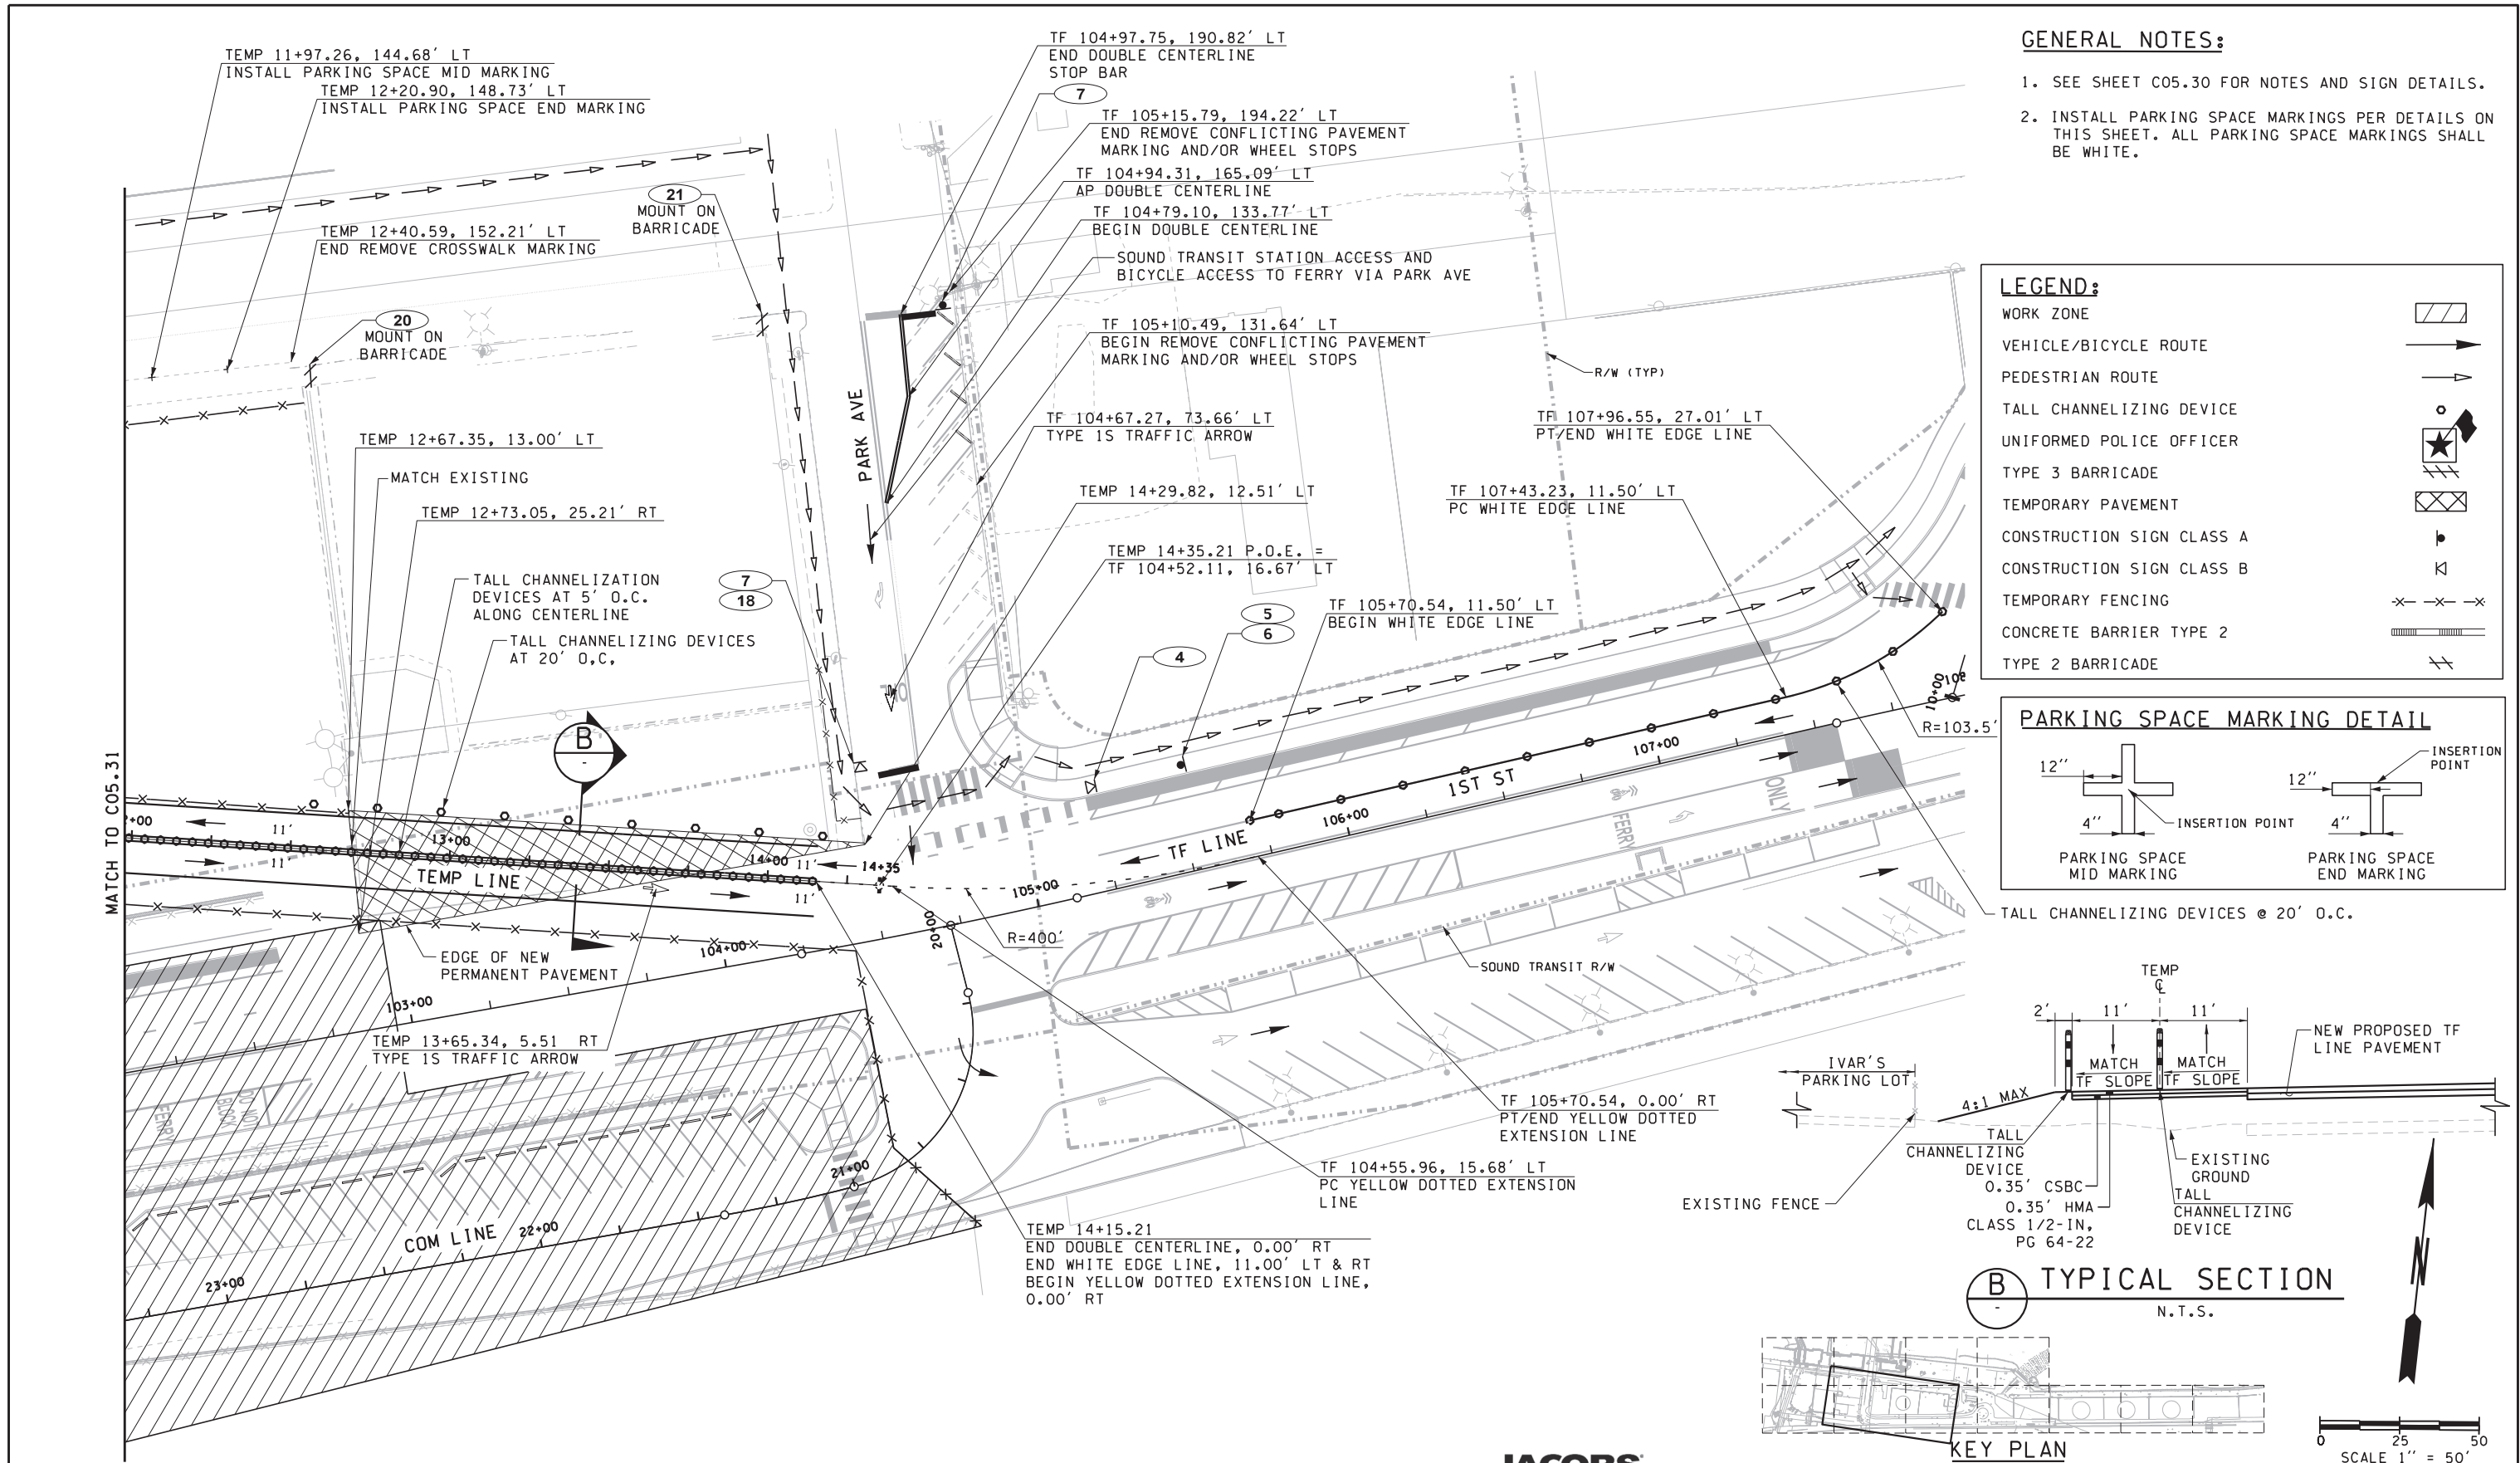 TEMP 11+97.26, 144.68' LT
INSTALL PARKING SPACE MID MARKING
TEMP 12+20.90, 148.73' LT
INSTALL PARKING SPACE END MARKING
TEMP 12+40.59, 152.21' LT
END REMOVE CROSSWALK MARKING
20
MOUNT ON
BARRICADE
21
MOUNT ON
BARRICADE
TF 104+97.75, 190.82' LT
END DOUBLE CENTERLINE
STOP BAR
7
TF 105+15.79, 194.22' LT
END REMOVE CONFLICTING PAVEMENT
MARKING AND/OR WHEEL STOPS
TF 104+94.31, 165.09' LT
AP DOUBLE CENTERLINE
TF 104+79.10, 133.77' LT
BEGIN DOUBLE CENTERLINE
SOUND TRANSIT STATION ACCESS AND
BICYCLE ACCESS TO FERRY VIA PARK AVE
TF 105+10.49, 131.64' LT
BEGIN REMOVE CONFLICTING PAVEMENT
MARKING AND/OR WHEEL STOPS
R/W (TYP)
PARK AVE
TF 104+67.27, 73.66' LT
TYPE 1S TRAFFIC ARROW
TF 107+96.55, 27.01' LT
PT/END WHITE EDGE LINE
TEMP 12+67.35, 13.00' LT
MATCH EXISTING
TEMP 12+73.05, 25.21' RT
TEMP 14+29.82, 12.51' LT
TF 107+43.23, 11.50' LT
PC WHITE EDGE LINE
TEMP 14+35.21 P.O.E. =
TF 104+52.11, 16.67' LT
TALL CHANNELIZATION
DEVICES AT 5' O.C.
ALONG CENTERLINE
7
18
TALL CHANNELIZING DEVICES
AT 20' O,C,
5
6
TF 105+70.54, 11.50' LT
BEGIN WHITE EDGE LINE
4
B
-
MATCH TO C05.31
11'
11'
13+00
14+00
11'
14+35
11'
TEMP LINE
TF LINE
1ST ST
105+00
106+00
107+00
10+00
R=103.5'
ONLY
FERRY
EDGE OF NEW
PERMANENT PAVEMENT
103+00
104+00
20+00
R=400'
SOUND TRANSIT R/W
TEMP 13+65.34, 5.51 RT
TYPE 1S TRAFFIC ARROW
FERRY
DO NOT
BLOCK
COM LINE
21+00
22+00
23+00
TF 105+70.54, 0.00' RT
PT/END YELLOW DOTTED
EXTENSION LINE
TF 104+55.96, 15.68' LT
PC YELLOW DOTTED EXTENSION
LINE
TEMP 14+15.21
END DOUBLE CENTERLINE, 0.00' RT
END WHITE EDGE LINE, 11.00' LT & RT
BEGIN YELLOW DOTTED EXTENSION LINE,
0.00' RT
GENERAL NOTES:
1. SEE SHEET C05.30 FOR NOTES AND SIGN DETAILS.
2. INSTALL PARKING SPACE MARKINGS PER DETAILS ON
THIS SHEET. ALL PARKING SPACE MARKINGS SHALL
BE WHITE.
LEGEND:
WORK ZONE
VEHICLE/BICYCLE ROUTE
PEDESTRIAN ROUTE
TALL CHANNELIZING DEVICE
UNIFORMED POLICE OFFICER
TYPE 3 BARRICADE
TEMPORARY PAVEMENT
CONSTRUCTION SIGN CLASS A
CONSTRUCTION SIGN CLASS B
TEMPORARY FENCING
CONCRETE BARRIER TYPE 2
TYPE 2 BARRICADE
PARKING SPACE MARKING DETAIL
12''
INSERTION POINT
4''
PARKING SPACE
MID MARKING
12''
INSERTION
POINT
4''
PARKING SPACE
END MARKING
TALL CHANNELIZING DEVICES @ 20' O.C.
TEMP
2'
11'
11'
NEW PROPOSED TF
LINE PAVEMENT
IVAR'S
PARKING LOT
MATCH
TF SLOPE
MATCH
TF SLOPE
4:1 MAX
TALL
CHANNELIZING
DEVICE
0.35' CSBC
0.35' HMA
CLASS 1/2-IN,
PG 64-22
EXISTING
GROUND
TALL
CHANNELIZING
DEVICE
EXISTING FENCE
B
-
TYPICAL SECTION
N.T.S.
N
KEY PLAN
0 25 50
SCALE 1'' = 50'
JACOBS